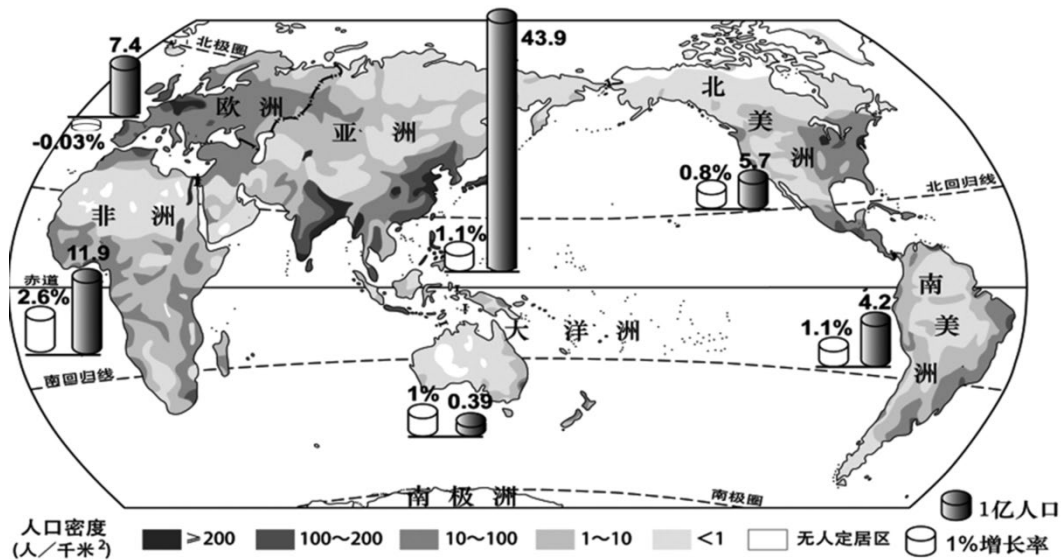 北极圈
7.4
-0.03%
欧洲
亚洲
43.9
1.1%
北美洲
0.8%
5.7
北回归线
非洲
11.9
2.6%
赤道
大洋洲
南美洲
4.2
1.1%
南回归线
1%
0.39
南极洲
南极圈
人口密度
(人/千米²)
≥200
100~200
10~100
1~10
<1
无人定居区
1亿人口
1%增长率